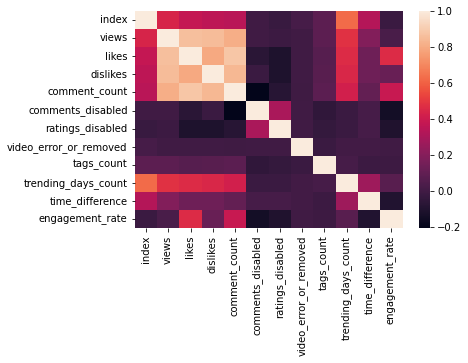 index
views
likes
dislikes
comment_count
comments_disabled
ratings_disabled
video_error_or_removed
tags_count
trending_days_count
time_difference
engagement_rate
index
views
likes
dislikes
comment_count
comments_disabled
ratings_disabled
video_error_or_removed
tags_count
trending_days_count
time_difference
engagement_rate
1.0
0.8
0.6
0.4
0.2
0.0
−0.2